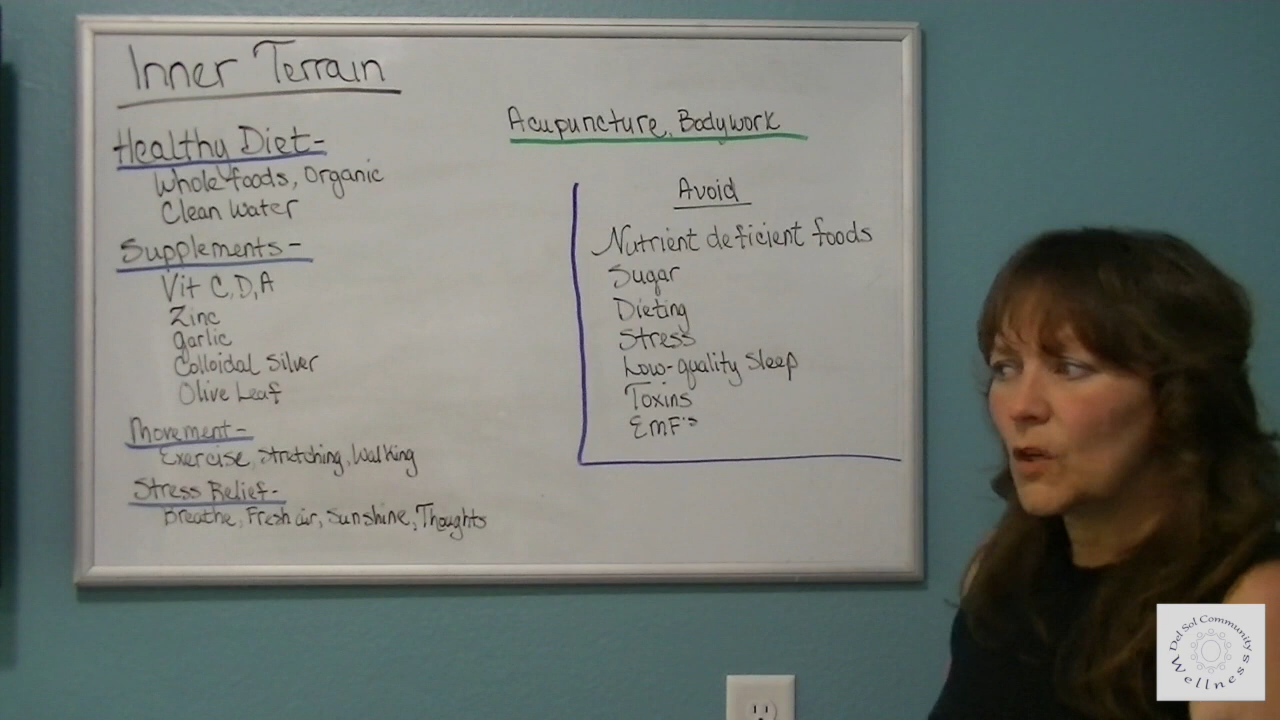 Inner Terrain
Healthy Diet-
Whole foods, Organic
Clean Water
Supplements-
Vit C, D, A
Zinc
garlic
Colloidal Silver
Olive Leaf
Movement-
Exercise, Stretching, Walking
Stress Relief-
Breathe, Fresh air, Sunshine, Thoughts
Acupuncture, Bodywork
Avoid
Nutrient deficient foods
Sugar
Dieting
Stress
Low-quality Sleep
Toxins
EMF's
Del Sol Community
Wellness